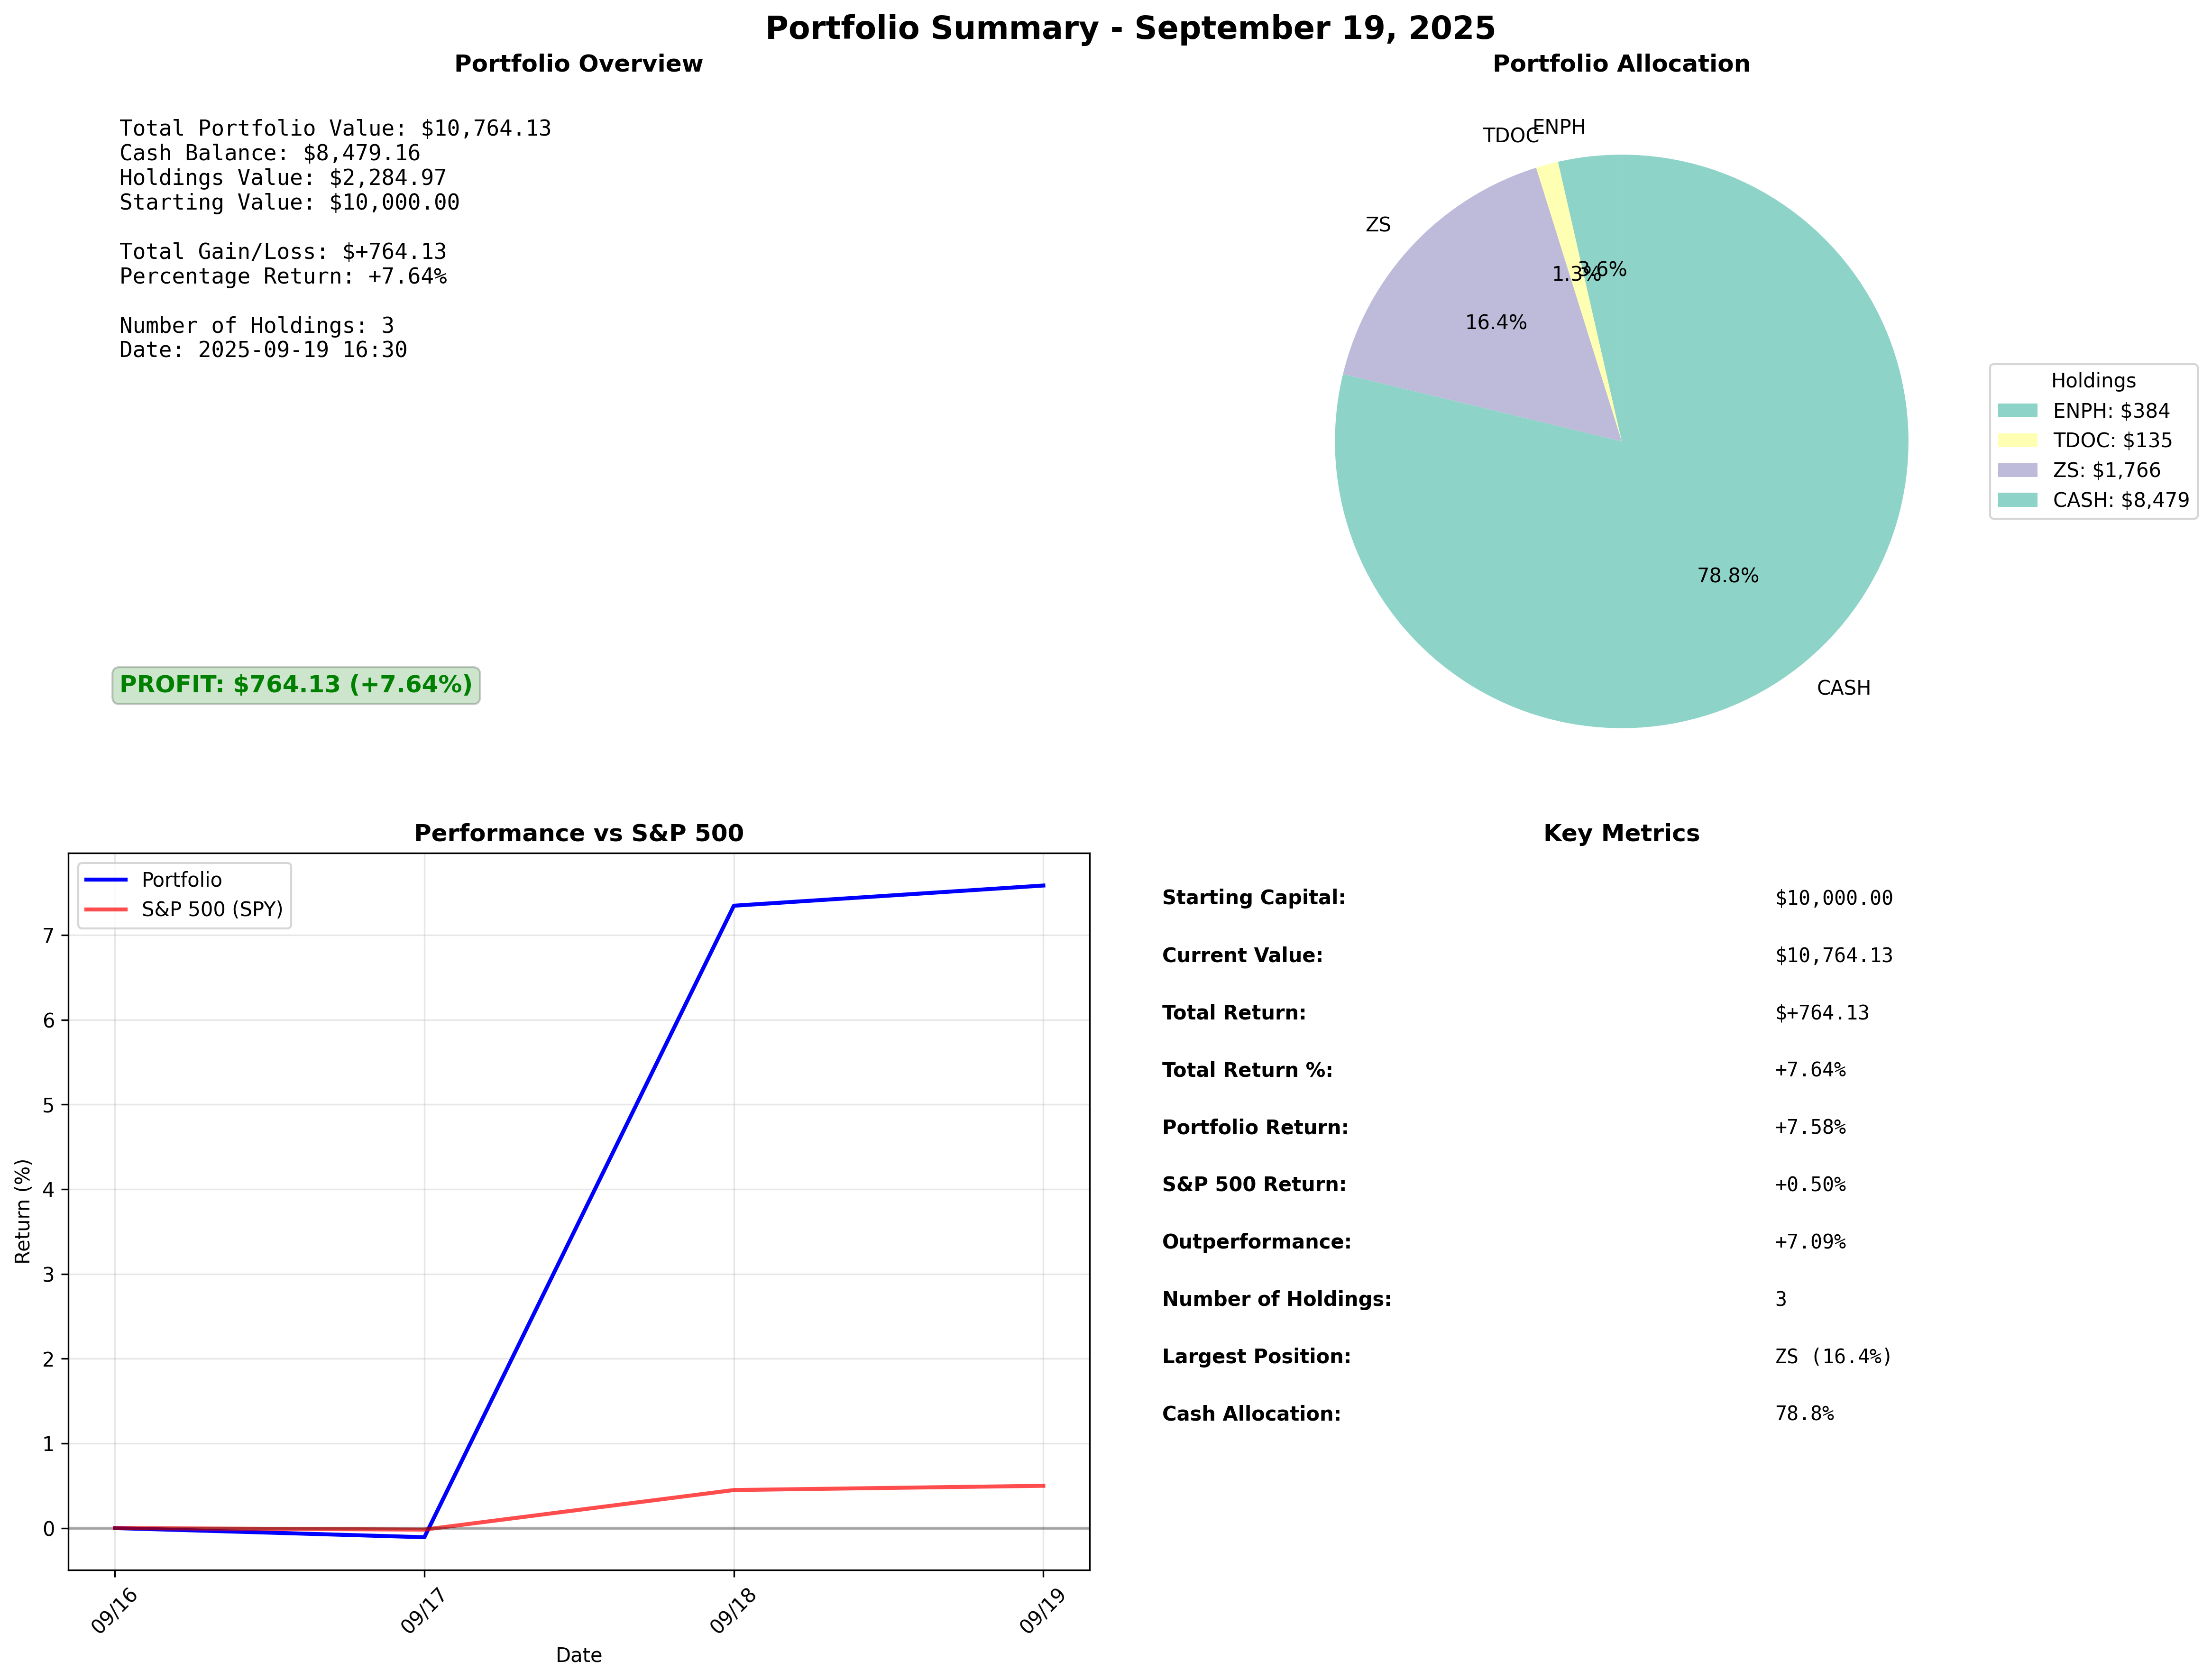 Portfolio Summary - September 19, 2025
Portfolio Overview
Total Portfolio Value: $10,764.13
Cash Balance: $8,479.16
Holdings Value: $2,284.97
Starting Value: $10,000.00
Total Gain/Loss: $+764.13
Percentage Return: +7.64%
Number of Holdings: 3
Date: 2025-09-19 16:30
PROFIT: $764.13 (+7.64%)
Portfolio Allocation
ENPH
TDOC
ZS
CASH
3.6%
1.3%
16.4%
78.8%
Holdings
ENPH: $384
TDOC: $135
ZS: $1,766
CASH: $8,479
Performance vs S&P 500
Portfolio
S&P 500 (SPY)
Return (%)
7
6
5
4
3
2
1
0
09/16
09/17
09/18
09/19
Date
Key Metrics
Starting Capital: $10,000.00
Current Value: $10,764.13
Total Return: $+764.13
Total Return %: +7.64%
Portfolio Return: +7.58%
S&P 500 Return: +0.50%
Outperformance: +7.09%
Number of Holdings: 3
Largest Position: ZS (16.4%)
Cash Allocation: 78.8%